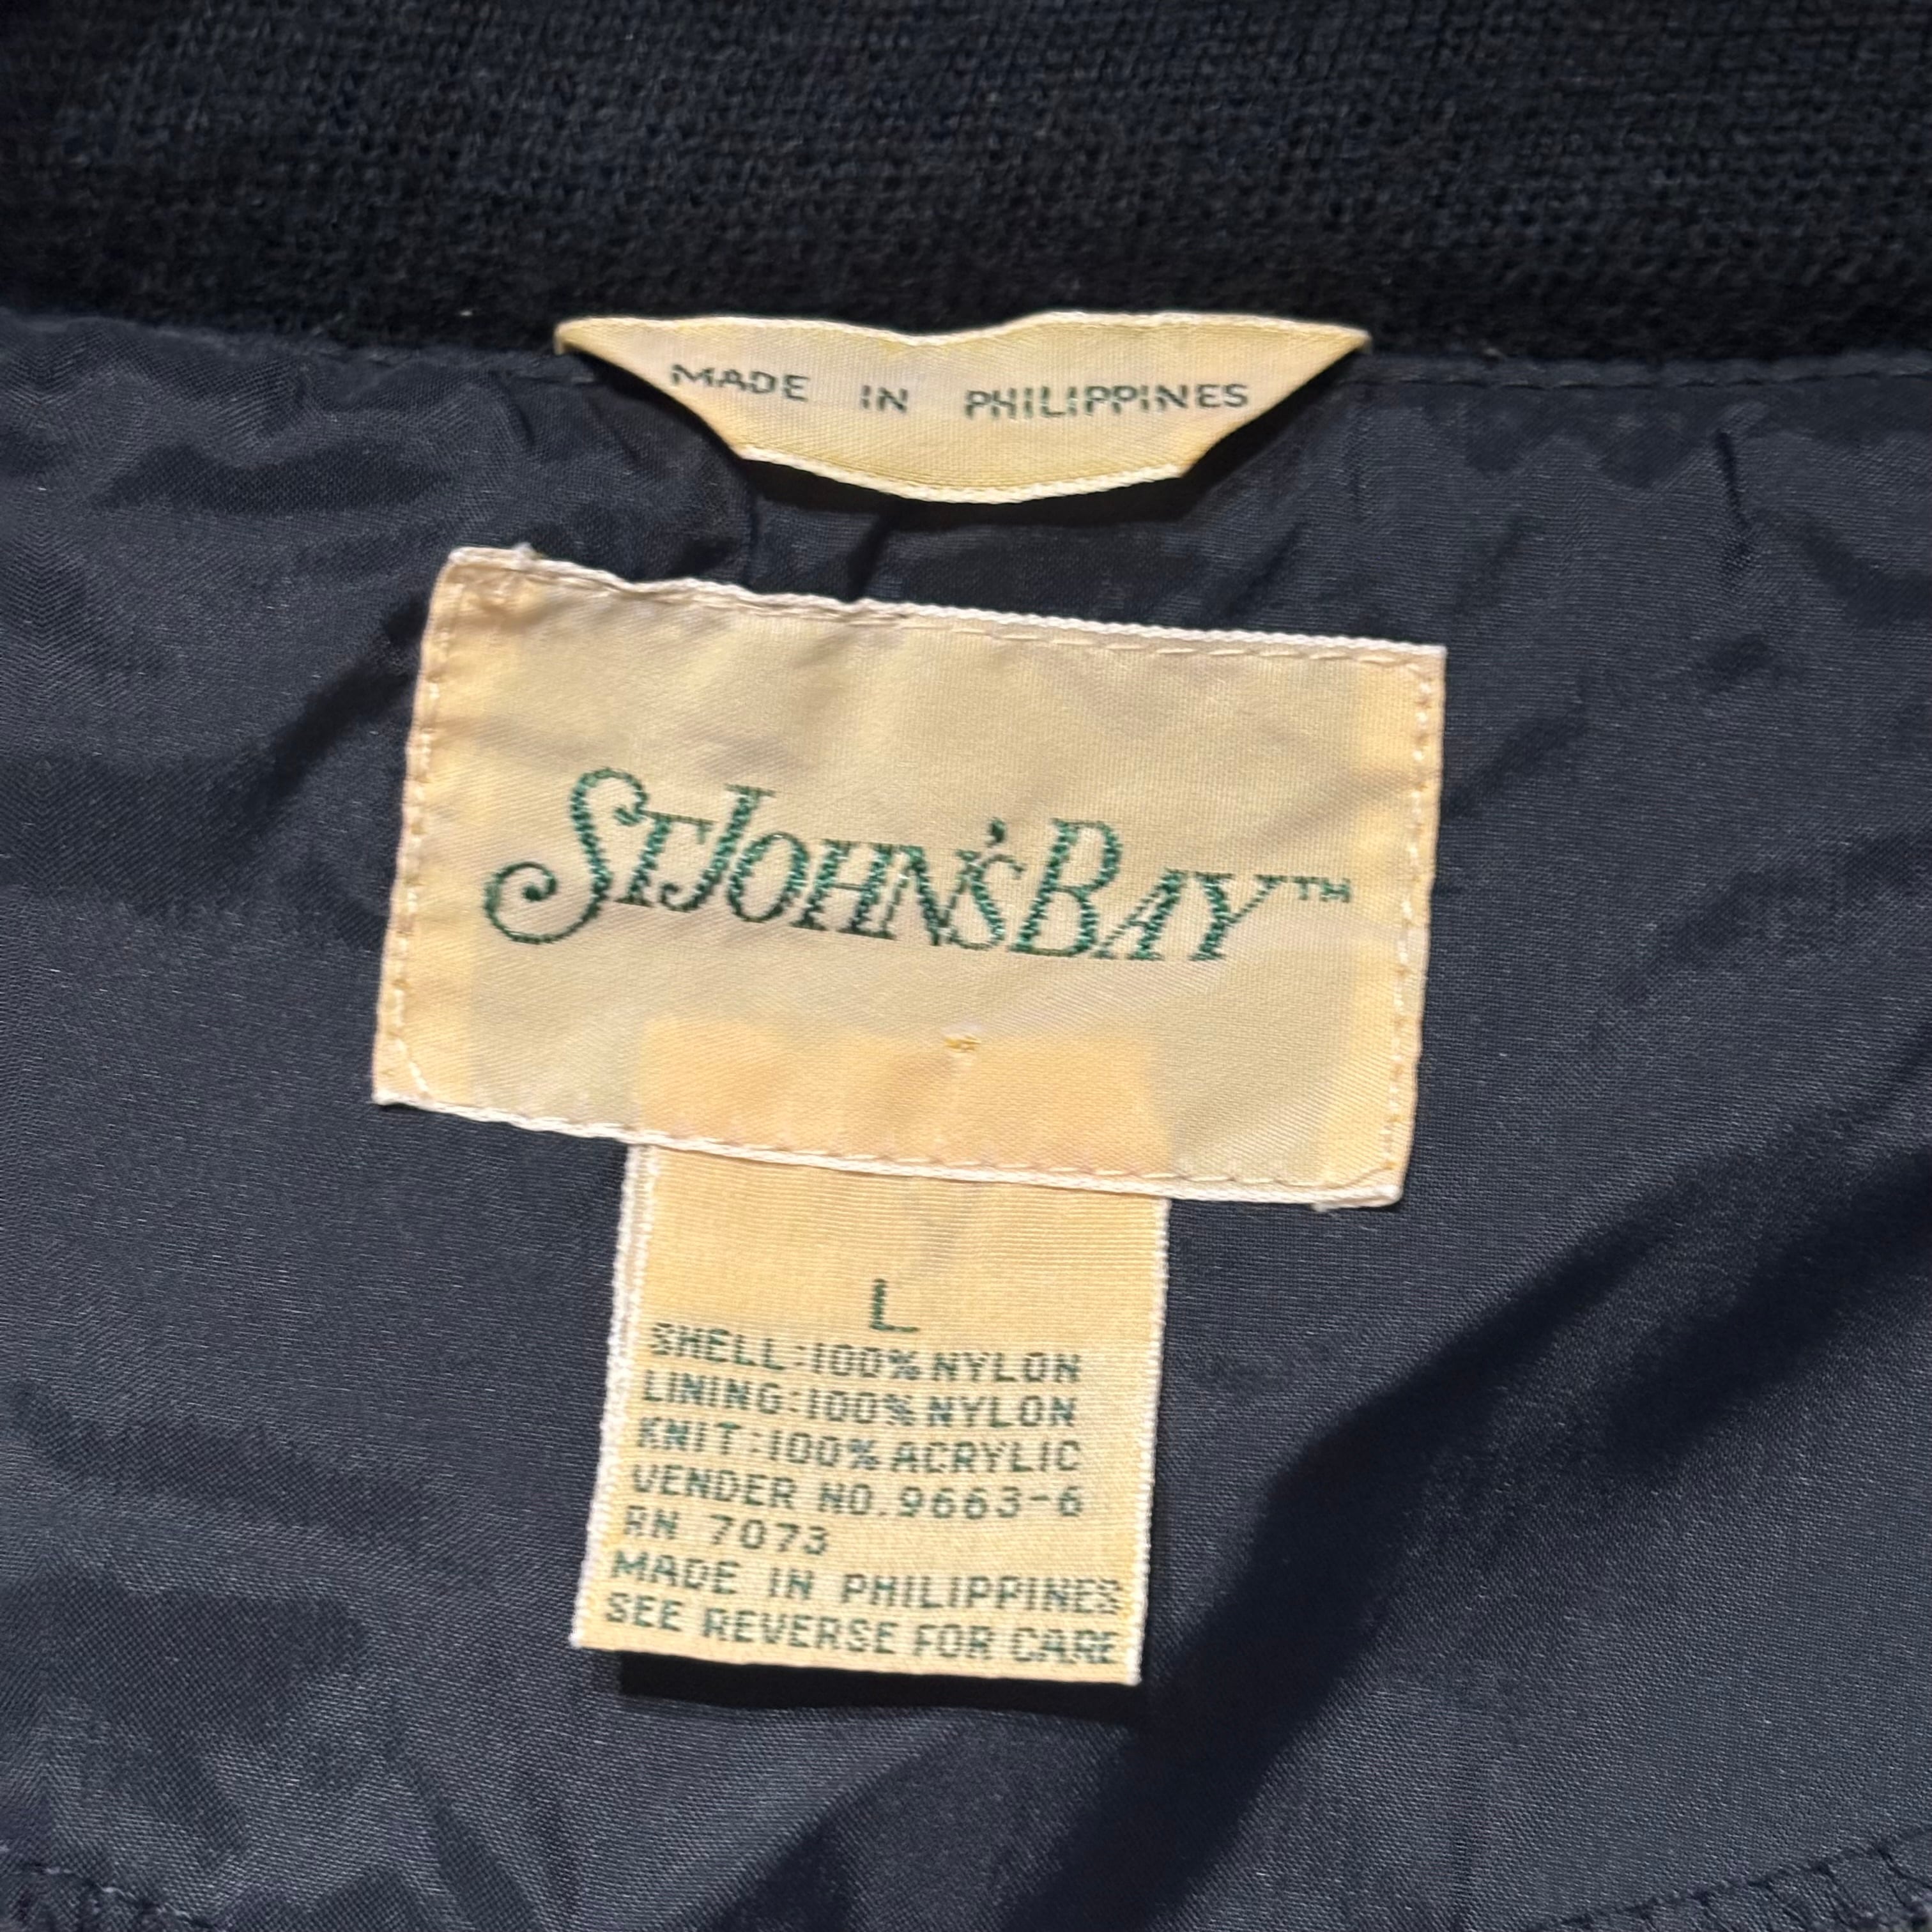 MADE IN PHILIPPINES
ST JOHN'S BAY™
L
SHELL:100% NYLON
LINING:100% NYLON
KNIT:100% ACRYLIC
VENDER NO.9663-6
RN 7073
MADE IN PHILIPPINES
SEE REVERSE FOR CARE